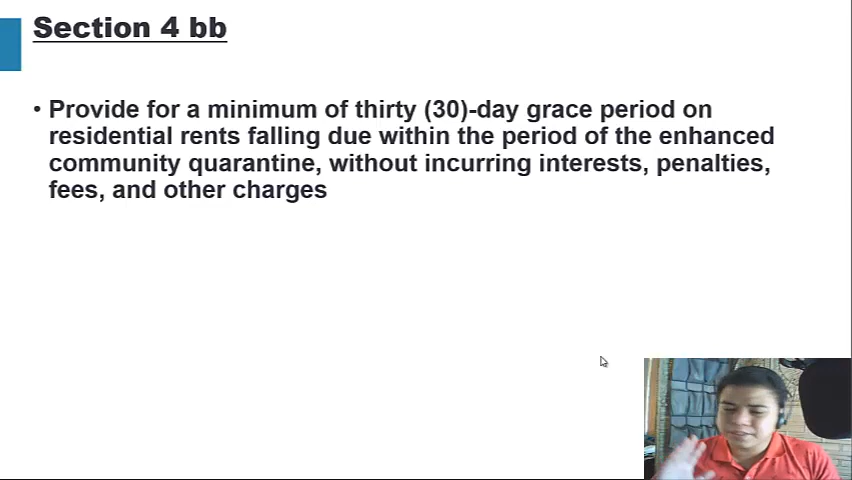 Section 4 bb
• Provide for a minimum of thirty (30)-day grace period on
residential rents falling due within the period of the enhanced
community quarantine, without incurring interests, penalties,
fees, and other charges